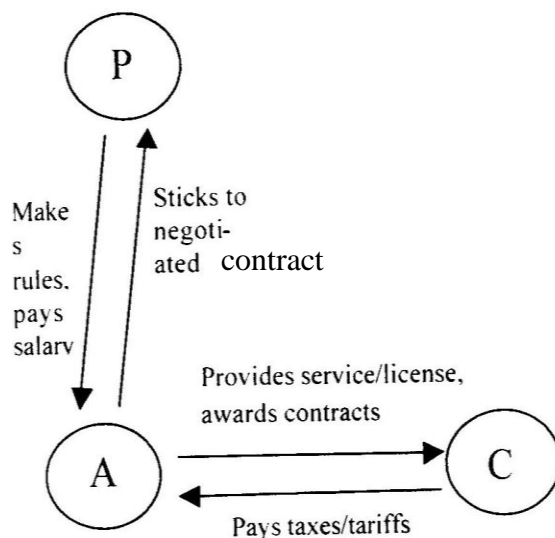 P
Make
s
rules.
pays
salary
Sticks to
negoti-
ated contract
Provides service/license,
awards contracts
A
C
Pays taxes/tariffs